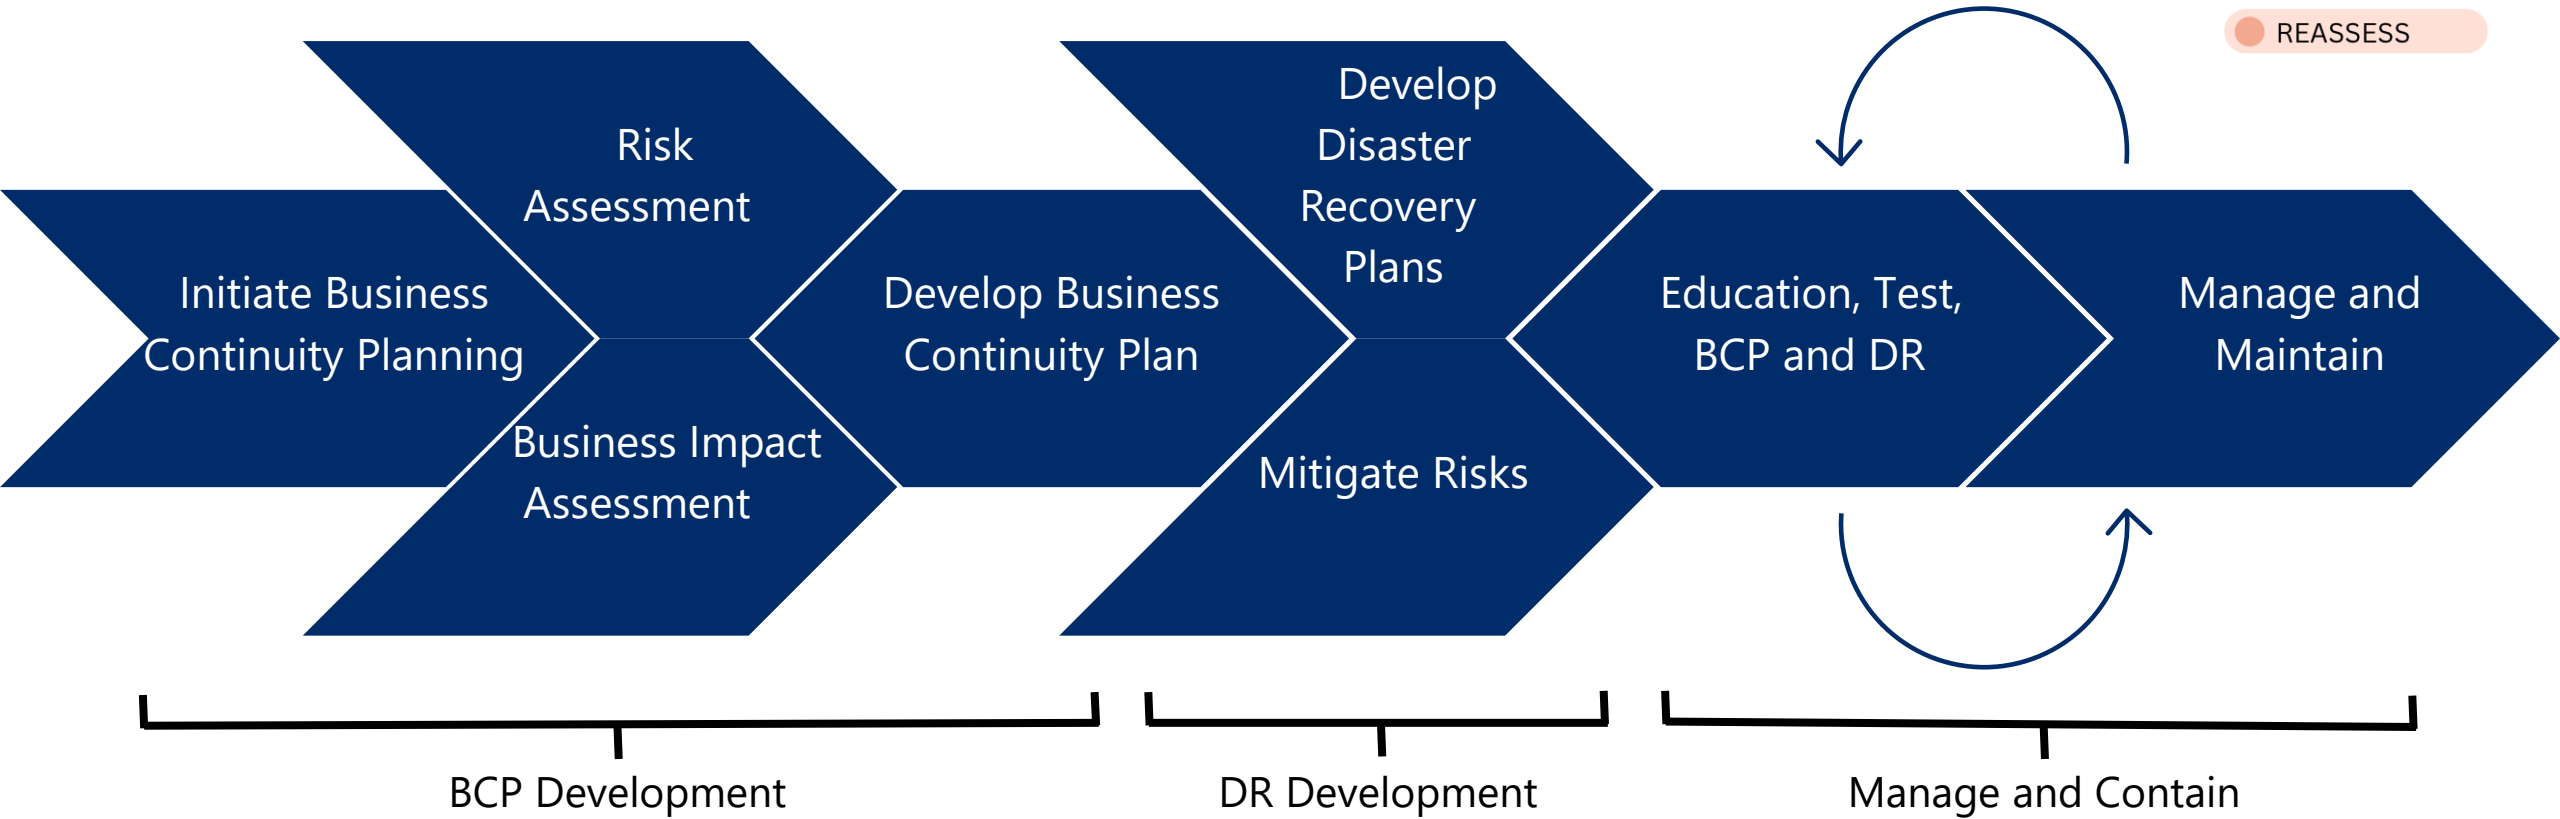 REASSESS
Risk
Assessment
Develop
Disaster
Recovery
Plans
Initiate Business
Continuity Planning
Develop Business
Continuity Plan
Education, Test,
BCP and DR
Manage and
Maintain
Business Impact
Assessment
Mitigate Risks
BCP Development
DR Development
Manage and Contain